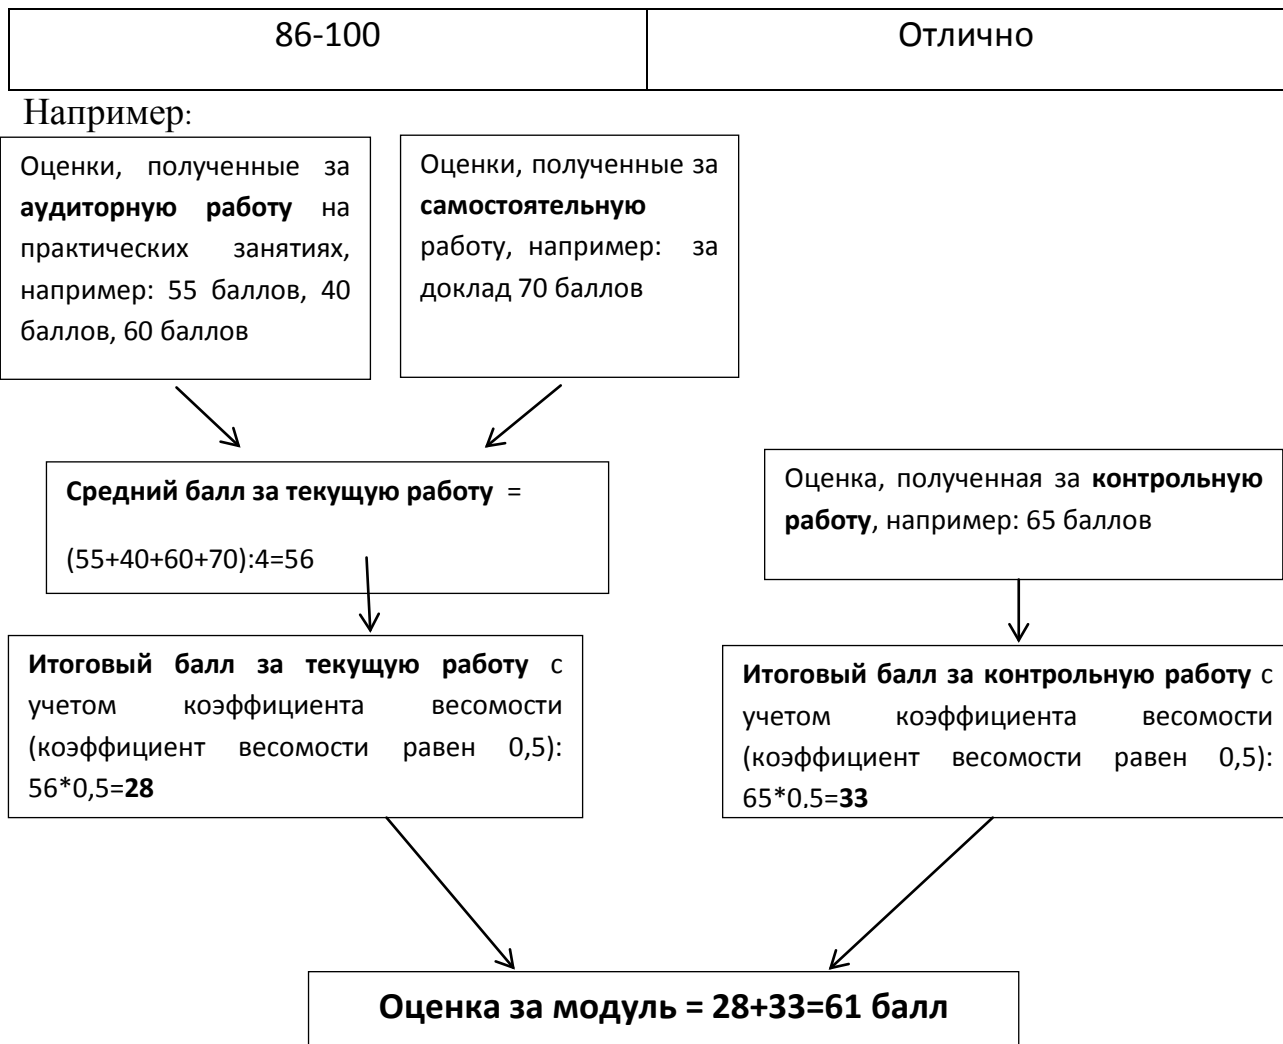 86-100
Отлично
Например:
Оценки, полученные за
аудиторную работу на
практических занятиях,
например: 55 баллов, 40
баллов, 60 баллов
Оценки, полученные за
самостоятельную
работу, например: за
доклад 70 баллов
Средний балл за текущую работу =
(55+40+60+70):4=56
Оценка, полученная за контрольную
работу, например: 65 баллов
Итоговый балл за текущую работу с
учетом коэффициента весомости
(коэффициент весомости равен 0,5):
56*0,5=28
Итоговый балл за контрольную работу с
учетом коэффициента весомости
(коэффициент весомости равен 0,5):
65*0,5=33
Оценка за модуль = 28+33=61 балл